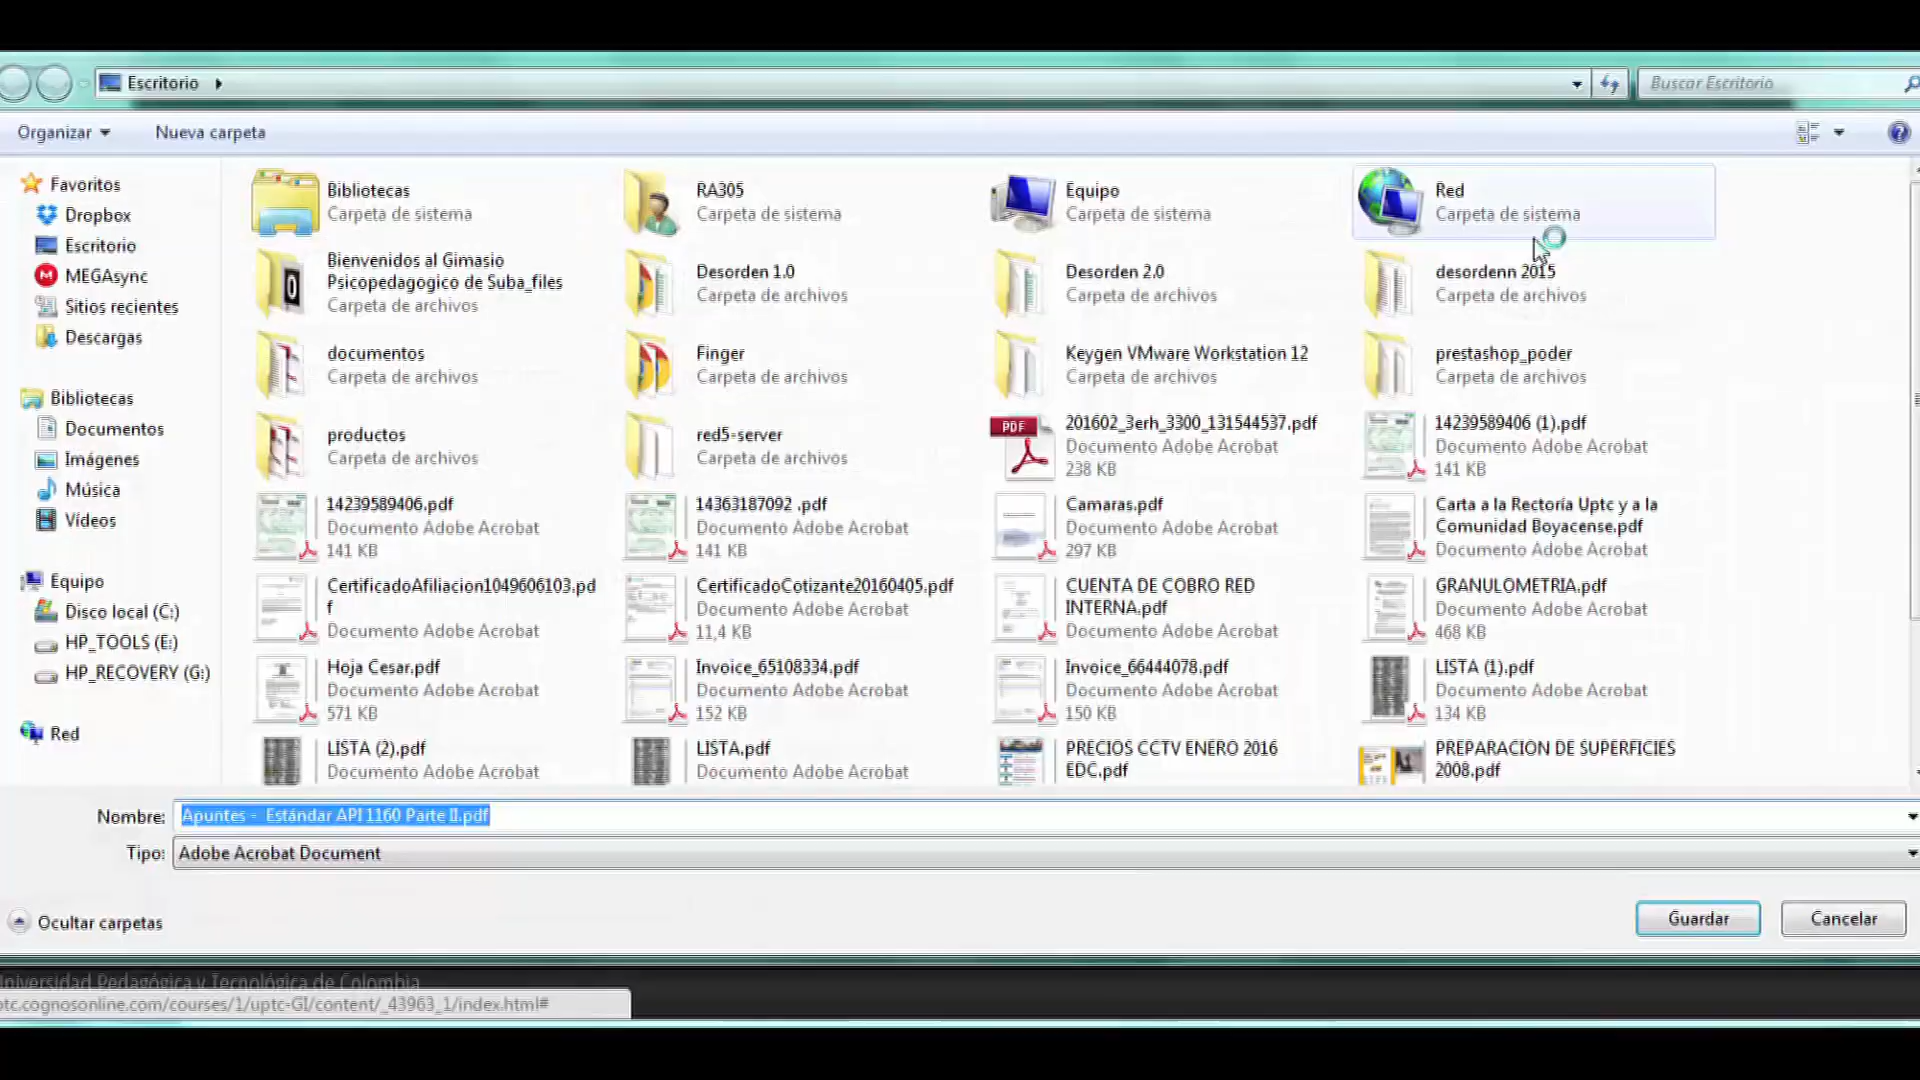 Escritorio
Buscar Escritorio
Organizar
Nueva carpeta
Favoritos
Dropbox
Escritorio
MEGAsync
Sitios recientes
Descargas
Bibliotecas
Documentos
Imágenes
Música
Vídeos
Equipo
Disco local (C:)
HP_TOOLS (E:)
HP_RECOVERY (G:)
Red
Bibliotecas
Carpeta de sistema
RA305
Carpeta de sistema
Equipo
Carpeta de sistema
Red
Carpeta de sistema
Bienvenidos al Gimasio
Psicopedagogico de Suba_files
Carpeta de archivos
Desorden 1.0
Carpeta de archivos
Desorden 2.0
Carpeta de archivos
desordenn 2015
Carpeta de archivos
documentos
Carpeta de archivos
Finger
Carpeta de archivos
Keygen VMware Workstation 12
Carpeta de archivos
prestashop_poder
Carpeta de archivos
productos
Carpeta de archivos
red5-server
Carpeta de archivos
PDF
201602_3erh_3300_131544537.pdf
Documento Adobe Acrobat
238 KB
14239589406 (1).pdf
Documento Adobe Acrobat
141 KB
14239589406.pdf
Documento Adobe Acrobat
141 KB
14363187092 .pdf
Documento Adobe Acrobat
141 KB
Camaras.pdf
Documento Adobe Acrobat
297 KB
Carta a la Rectoría Uptc y a la
Comunidad Boyacense.pdf
Documento Adobe Acrobat
CertificadoAfiliacion1049606103.pd
f
Documento Adobe Acrobat
CertificadoCotizante20160405.pdf
Documento Adobe Acrobat
11,4 KB
CUENTA DE COBRO RED
INTERNA.pdf
Documento Adobe Acrobat
GRANULOMETRIA.pdf
Documento Adobe Acrobat
468 KB
Hoja Cesar.pdf
Documento Adobe Acrobat
571 KB
Invoice_65108334.pdf
Documento Adobe Acrobat
152 KB
Invoice_66444078.pdf
Documento Adobe Acrobat
150 KB
LISTA (1).pdf
Documento Adobe Acrobat
134 KB
LISTA (2).pdf
Documento Adobe Acrobat
LISTA.pdf
Documento Adobe Acrobat
PRECIOS CCTV ENERO 2016
EDC.pdf
PREPARACION DE SUPERFICIES
2008.pdf
Nombre: Apuntes - Estándar API 1160 Parte II.pdf
Tipo: Adobe Acrobat Document
Ocultar carpetas
Guardar
Cancelar
Universidad Pedagógica y Tecnológica de Colombia
ptc.cognosonline.com/courses/1/uptc-GI/content/_43963_1/index.html#